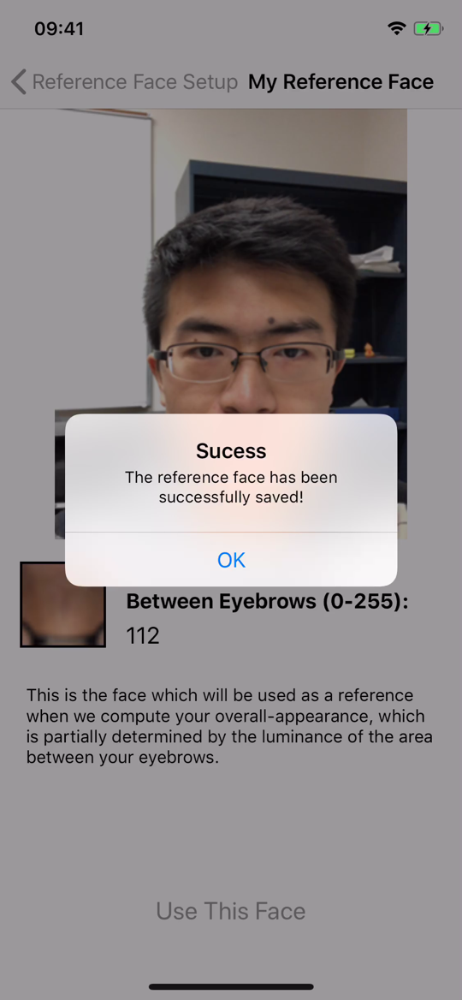 09:41
Reference Face Setup My Reference Face
Sucess
The reference face has been
successfully saved!
OK
Between Eyebrows (0-255):
112
This is the face which will be used as a reference
when we compute your overall-appearance, which
is partially determined by the luminance of the area
between your eyebrows.
Use This Face